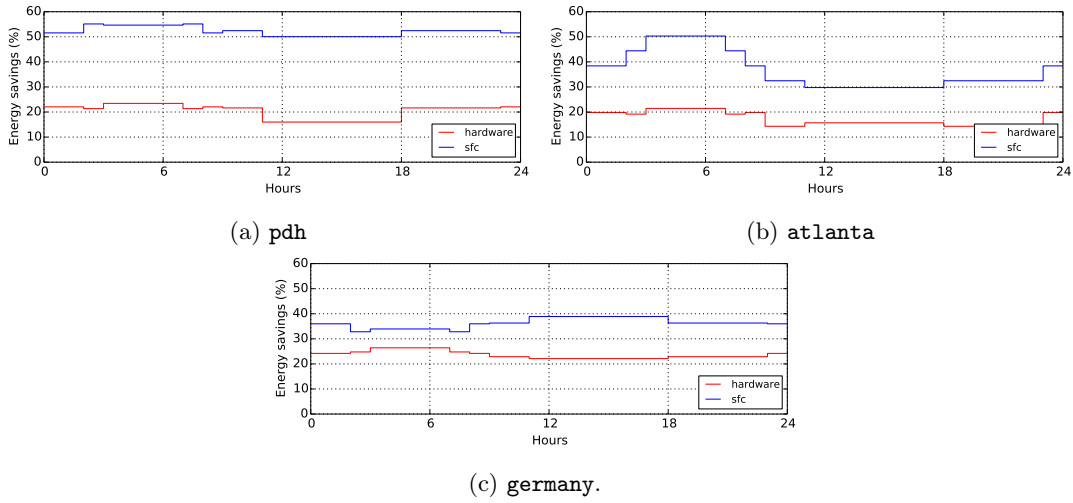 60
50
40
30
20
10
0
Energy savings (%)
hardware
sfc
0 6 12 18 24
Hours
(a) pdh
60
50
40
30
20
10
0
Energy savings (%)
hardware
sfc
0 6 12 18 24
Hours
(b) atlanta
60
50
40
30
20
10
0
Energy savings (%)
hardware
sfc
0 6 12 18 24
Hours
(c) germany.